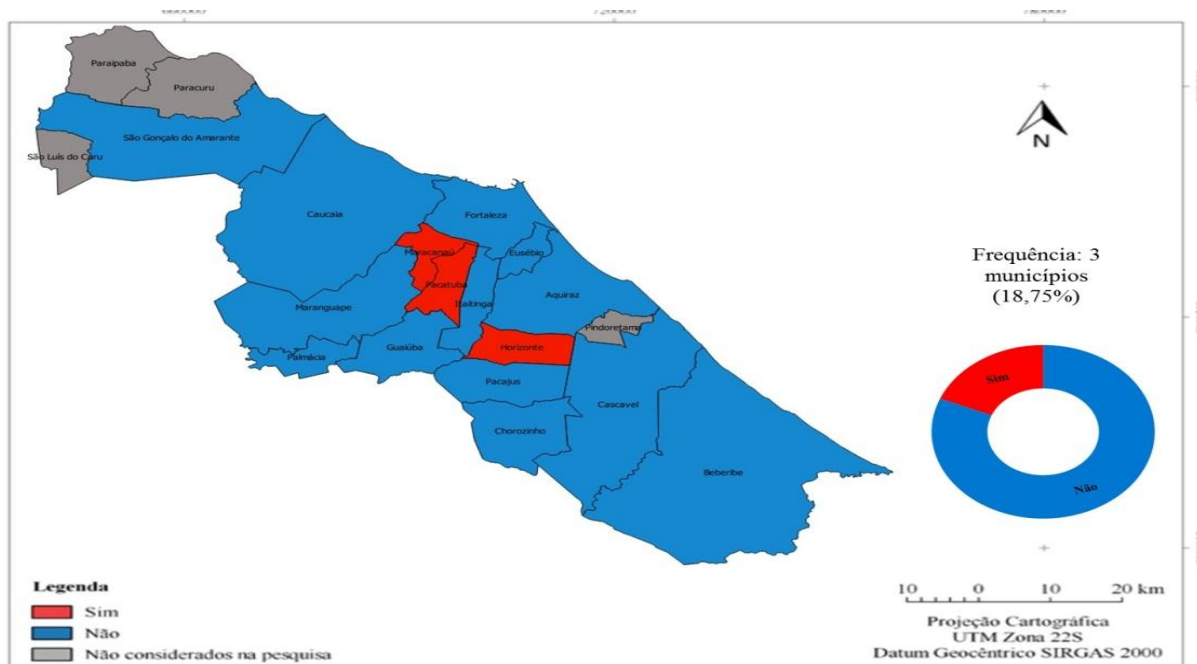 Paraipaba
Paracuru
São Gonçalo do Amarante
São Luís do Curu
Caucaia
Fortaleza
Maracanaú
Eusébio
Pacatuba
Aquiraz
Itaitinga
Maranguape
Pindoretama
Guaiúba
Horizonte
Palmácia
Pacajus
Cascavel
Chorozinho
Beberibe
N
Frequência: 3
municípios
(18,75%)
Sim
Não
Legenda
Sim
Não
Não considerados na pesquisa
10 0 10 20 km
Projeção Cartográfica
UTM Zona 22S
Datum Geocêntrico SIRGAS 2000